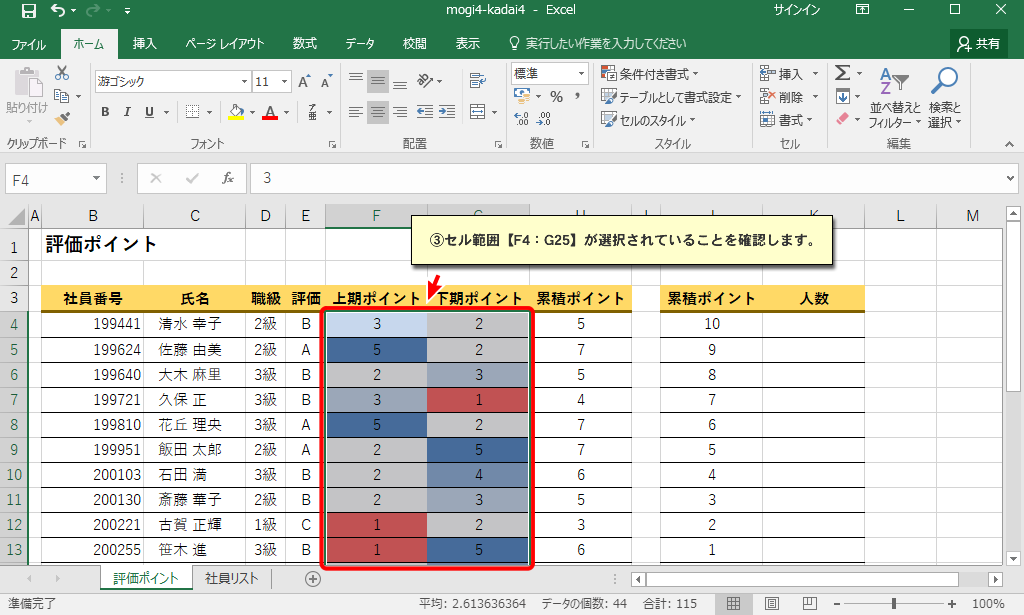 mogi4-kadai4 - Excel
サインイン
ファイル ホーム 挿入 ページ レイアウト 数式 データ 校閲 表示 実行したい作業を入力してください 共有
貼り付け
クリップボード
游ゴシック 11
B I U
フォント
配置
標準
% ,
数値
条件付き書式
テーブルとして書式設定
セルのスタイル
スタイル
挿入
削除
書式
セル
Σ
並べ替えと
フィルター
検索と
選択
編集
F4 fx 3
A B C D E F G H I J K L M
③セル範囲【F4:G25】が選択されていることを確認します。
1 評価ポイント
2
3 社員番号 氏名 職級 評価 上期ポイント 下期ポイント 累積ポイント 累積ポイント 人数
4 199441 清水 幸子 2級 B 3 2 5 10
5 199624 佐藤 由美 2級 A 5 2 7 9
6 199640 大木 麻里 3級 B 2 3 5 8
7 199721 久保 正 3級 B 3 1 4 7
8 199810 花丘 理央 3級 A 5 2 7 6
9 199951 飯田 太郎 2級 A 2 5 7 5
10 200103 石田 満 3級 B 2 4 6 4
11 200130 斎藤 華子 2級 B 2 3 5 3
12 200221 古賀 正輝 1級 C 1 2 3 2
13 200255 笹木 進 3級 B 1 5 6 1
評価ポイント 社員リスト
準備完了 平均: 2.613636364 データの個数: 44 合計: 115 100%